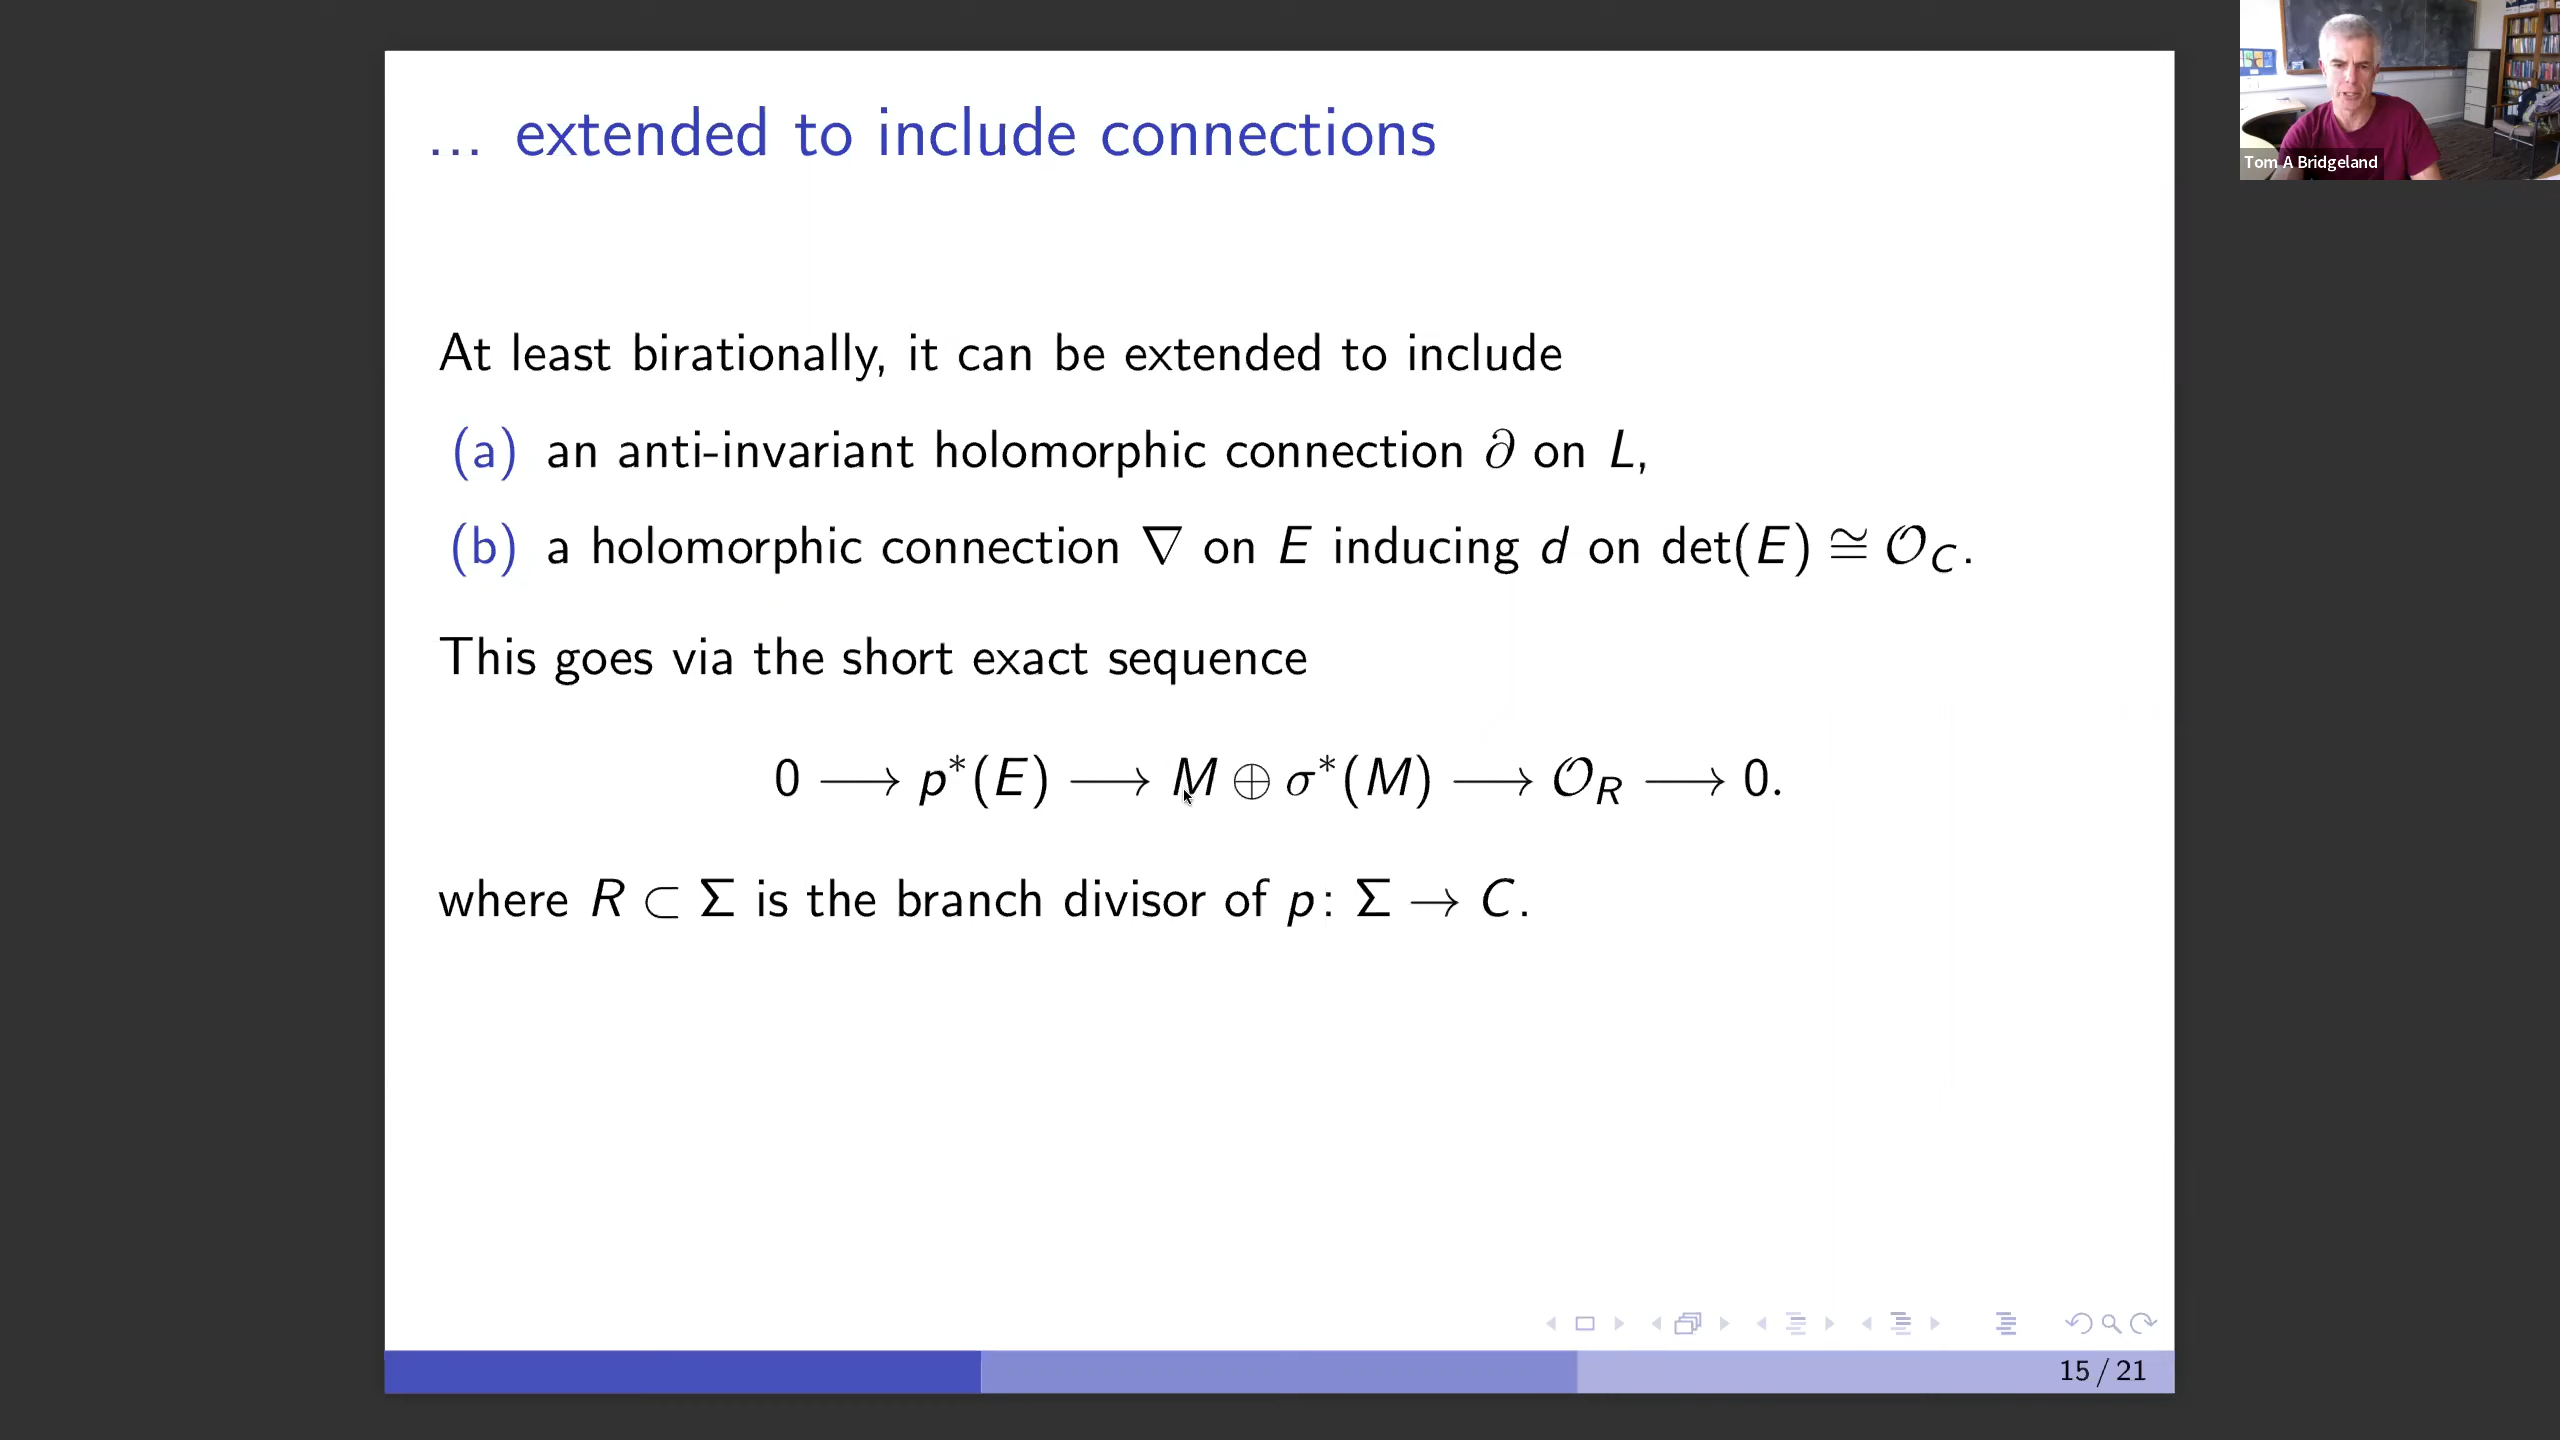 ... extended to include connections
Tom A Bridgeland
At least birationally, it can be extended to include
(a) an anti-invariant holomorphic connection ∂ on L,
(b) a holomorphic connection ∇ on E inducing d on det(E) ≅ 𝒪_C.
This goes via the short exact sequence
0 ⟶ p*(E) ⟶ M ⊕ σ*(M) ⟶ 𝒪_R ⟶ 0.
where R ⊂ Σ is the branch divisor of p: Σ → C.
15 / 21